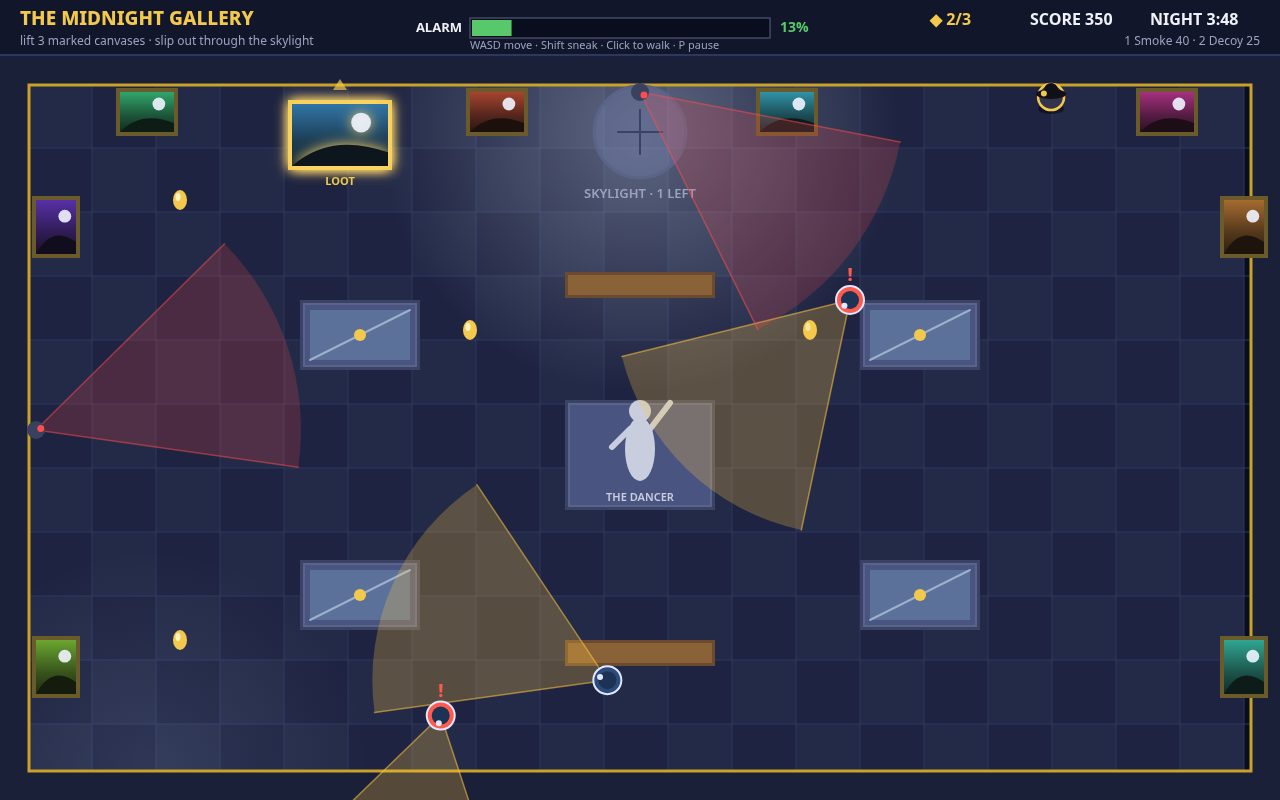 THE MIDNIGHT GALLERY
lift 3 marked canvases · slip out through the skylight
ALARM
13%
WASD move · Shift sneak · Click to walk · P pause
◆ 2/3
SCORE 350
NIGHT 3:48
1 Smoke 40 · 2 Decoy 25
LOOT
SKYLIGHT · 1 LEFT
!
THE DANCER
!